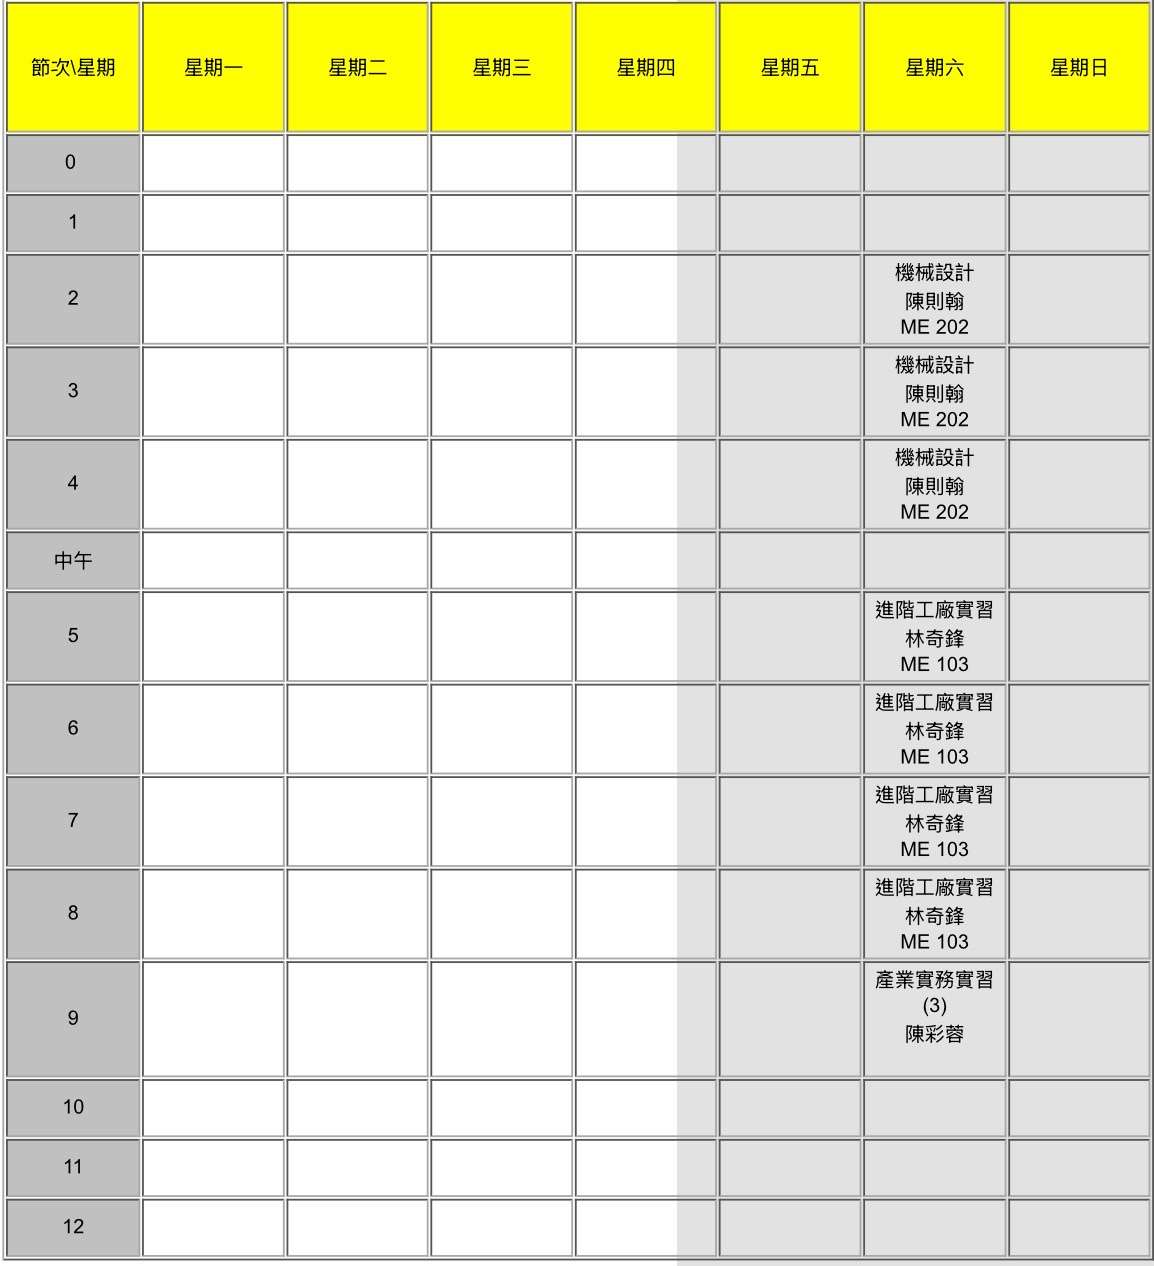 節次\星期 星期一 星期二 星期三 星期四 星期五 星期六 星期日
0
1
2
機械設計
陳則翰
ME 202
3
機械設計
陳則翰
ME 202
4
機械設計
陳則翰
ME 202
中午
5
進階工廠實習
林奇鋒
ME 103
6
進階工廠實習
林奇鋒
ME 103
7
進階工廠實習
林奇鋒
ME 103
8
進階工廠實習
林奇鋒
ME 103
9
產業實務實習
(3)
陳彩蓉
10
11
12